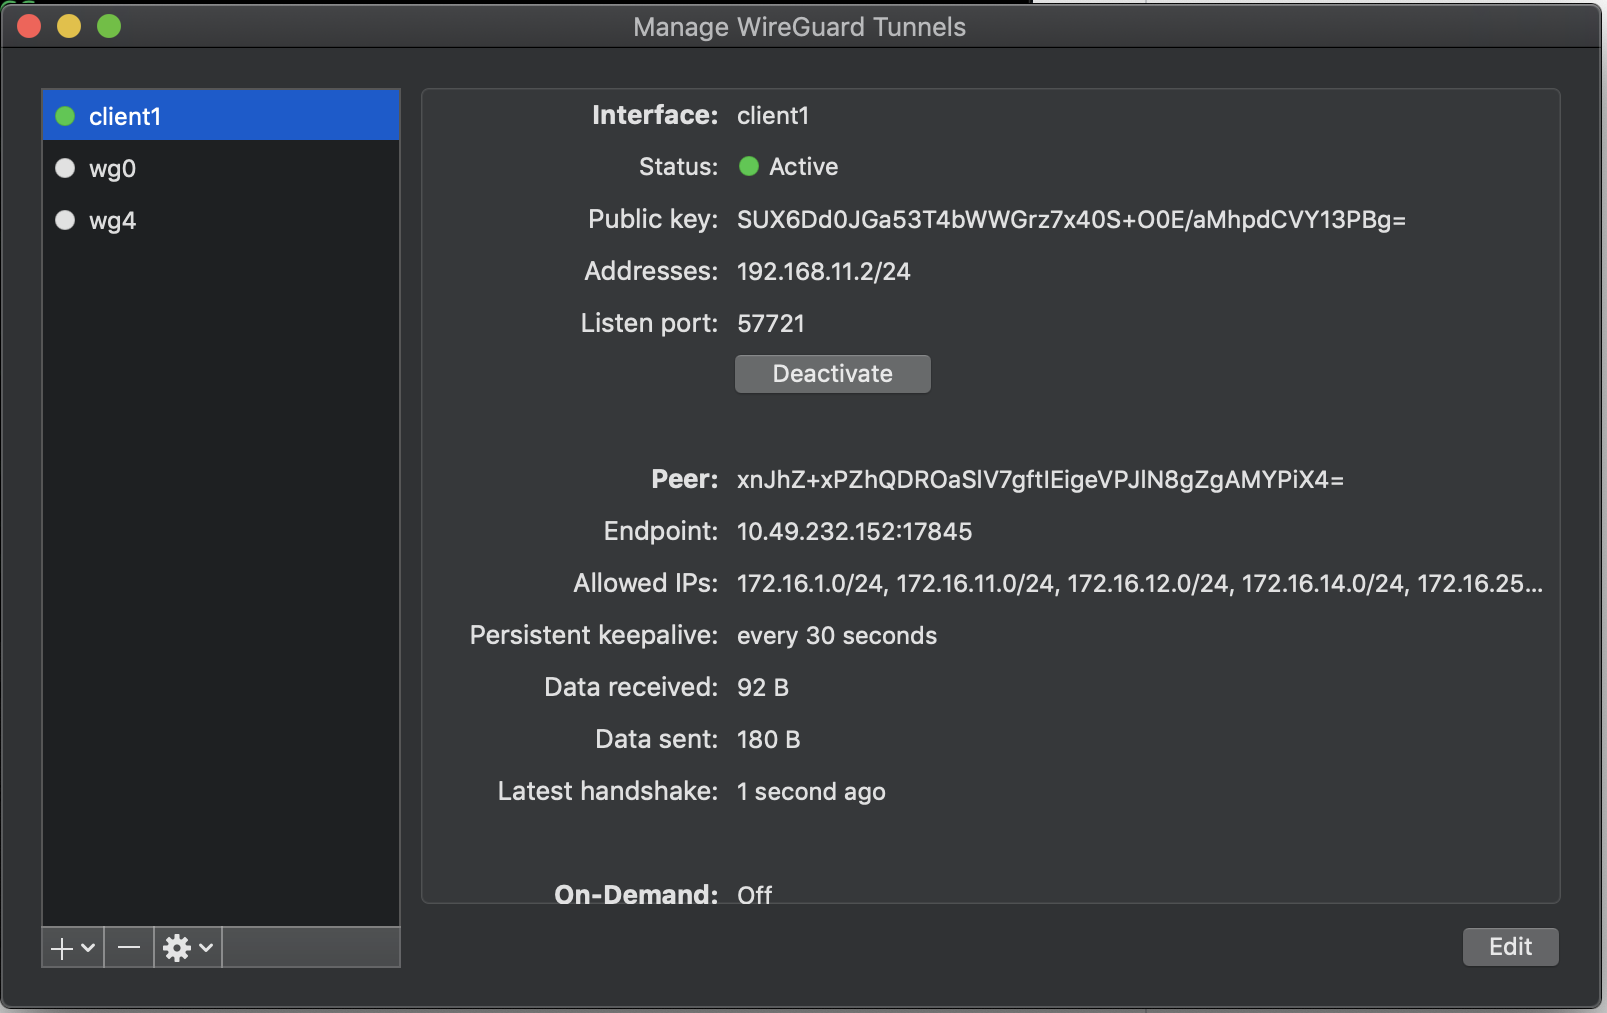 Manage WireGuard Tunnels
client1
wg0
wg4
Interface: client1
Status: Active
Public key: SUX6Dd0JGa53T4bWWGrz7x40S+O0E/aMhpdCVY13PBg=
Addresses: 192.168.11.2/24
Listen port: 57721
Deactivate
Peer: xnJhZ+xPZhQDROaSlV7gftIEigeVPJlN8gZgAMYPiX4=
Endpoint: 10.49.232.152:17845
Allowed IPs: 172.16.1.0/24, 172.16.11.0/24, 172.16.12.0/24, 172.16.14.0/24, 172.16.25...
Persistent keepalive: every 30 seconds
Data received: 92 B
Data sent: 180 B
Latest handshake: 1 second ago
On-Demand: Off
Edit